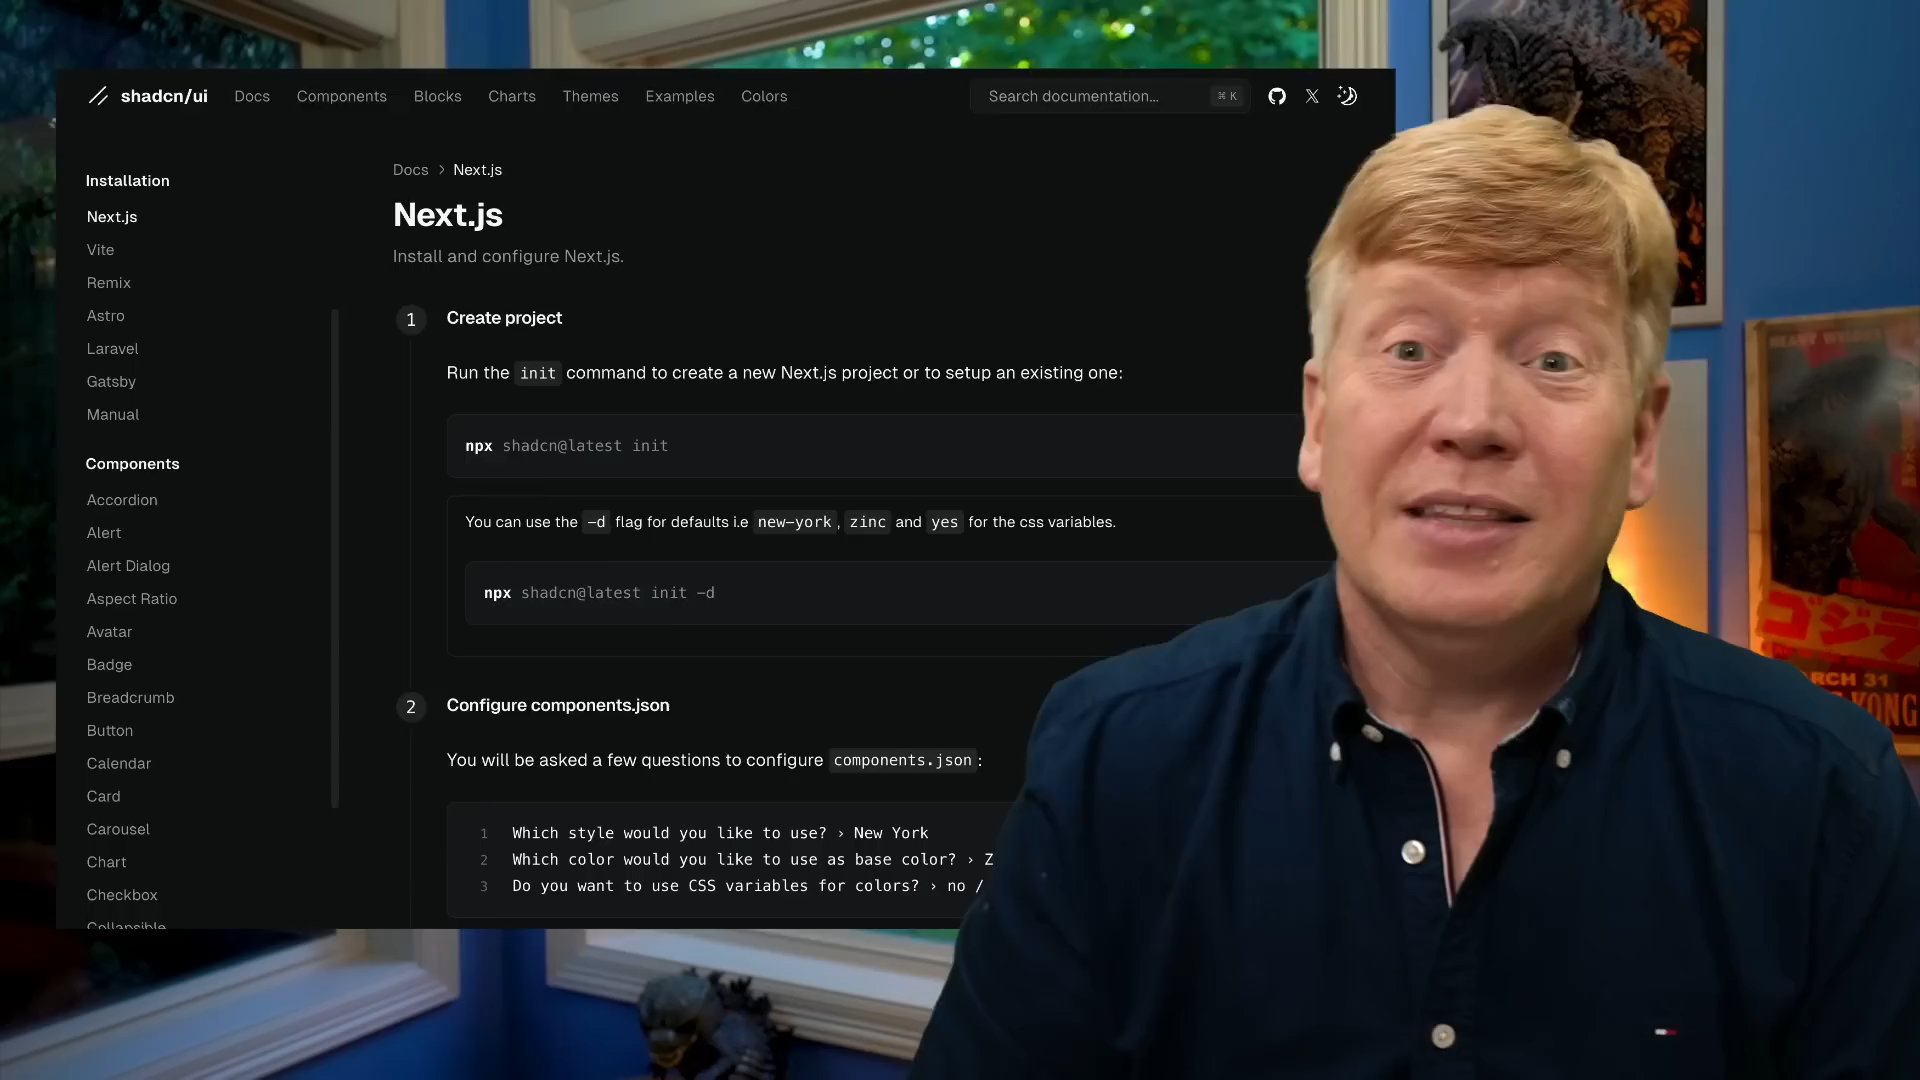 shadcn/ui Docs Components Blocks Charts Themes Examples Colors Search documentation... ⌘ K
Installation
Next.js
Vite
Remix
Astro
Laravel
Gatsby
Manual
Components
Accordion
Alert
Alert Dialog
Aspect Ratio
Avatar
Badge
Breadcrumb
Button
Calendar
Card
Carousel
Chart
Checkbox
Collapsible
Docs > Next.js
Next.js
Install and configure Next.js.
1 Create project
Run the init command to create a new Next.js project or to setup an existing one:
npx shadcn@latest init
You can use the -d flag for defaults i.e new-york, zinc and yes for the css variables.
npx shadcn@latest init -d
2 Configure components.json
You will be asked a few questions to configure components.json:
1 Which style would you like to use? › New York
2 Which color would you like to use as base color? › Z
3 Do you want to use CSS variables for colors? › no /
ゴジラ
RCH 31
KONG